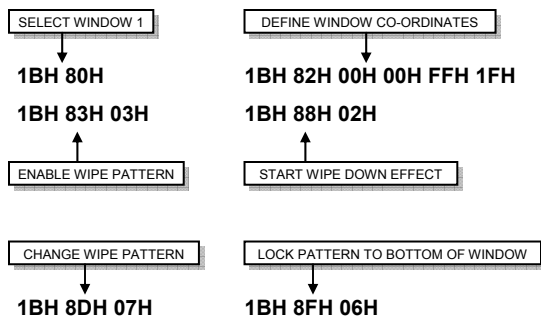 SELECT WINDOW 1
DEFINE WINDOW CO-ORDINATES
1BH 80H
1BH 82H 00H 00H FFH 1FH
1BH 83H 03H
1BH 88H 02H
ENABLE WIPE PATTERN
START WIPE DOWN EFFECT
CHANGE WIPE PATTERN
LOCK PATTERN TO BOTTOM OF WINDOW
1BH 8DH 07H
1BH 8FH 06H